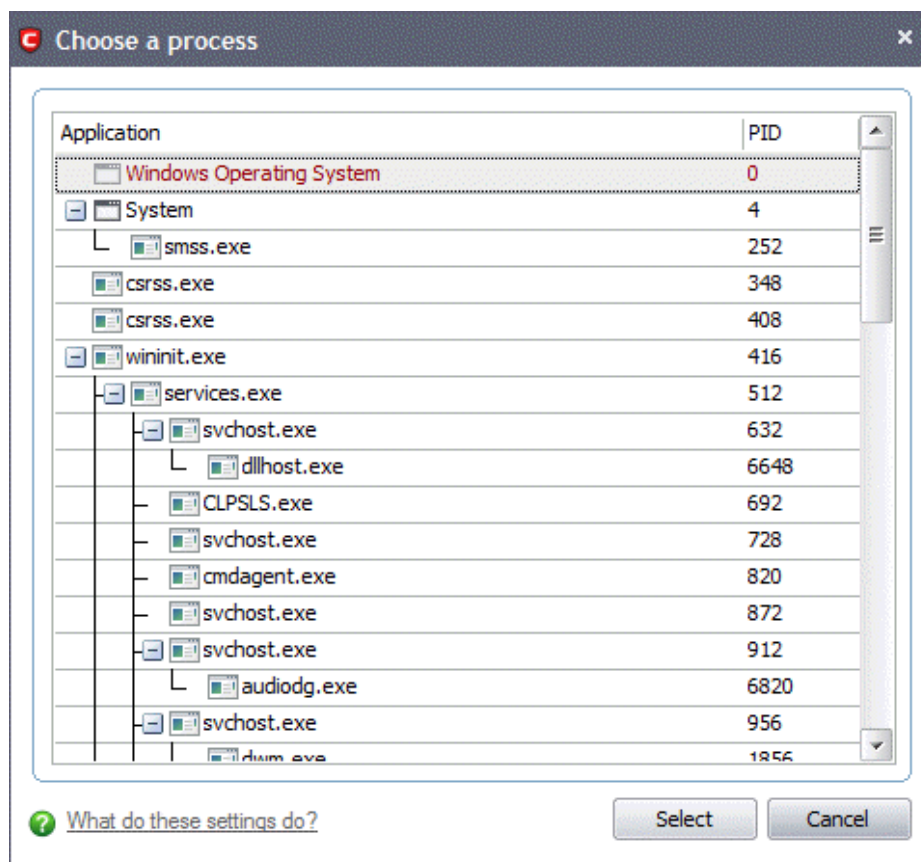 Choose a process
Application PID
Windows Operating System 0
System 4
smss.exe 252
csrss.exe 348
csrss.exe 408
wininit.exe 416
services.exe 512
svchost.exe 632
dllhost.exe 6648
CLPSLS.exe 692
svchost.exe 728
cmdagent.exe 820
svchost.exe 872
svchost.exe 912
audiodg.exe 6820
svchost.exe 956
dwm.exe 1856
What do these settings do? Select Cancel